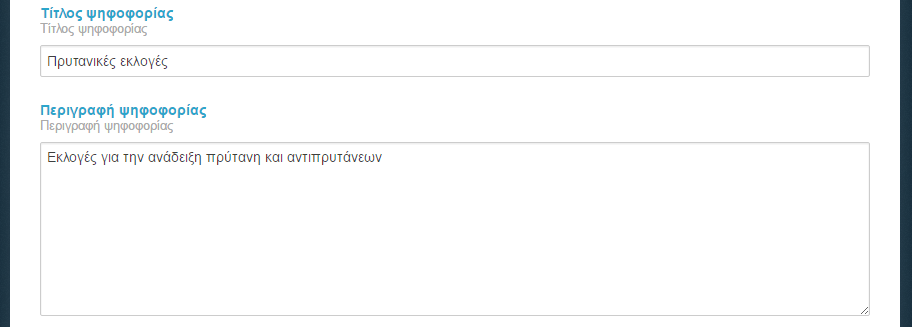 Τίτλος ψηφοφορίας
Τίτλος ψηφοφορίας
Πρυτανικές εκλογές
Περιγραφή ψηφοφορίας
Περιγραφή ψηφοφορίας
Εκλογές για την ανάδειξη πρύτανη και αντιπρυτάνεων